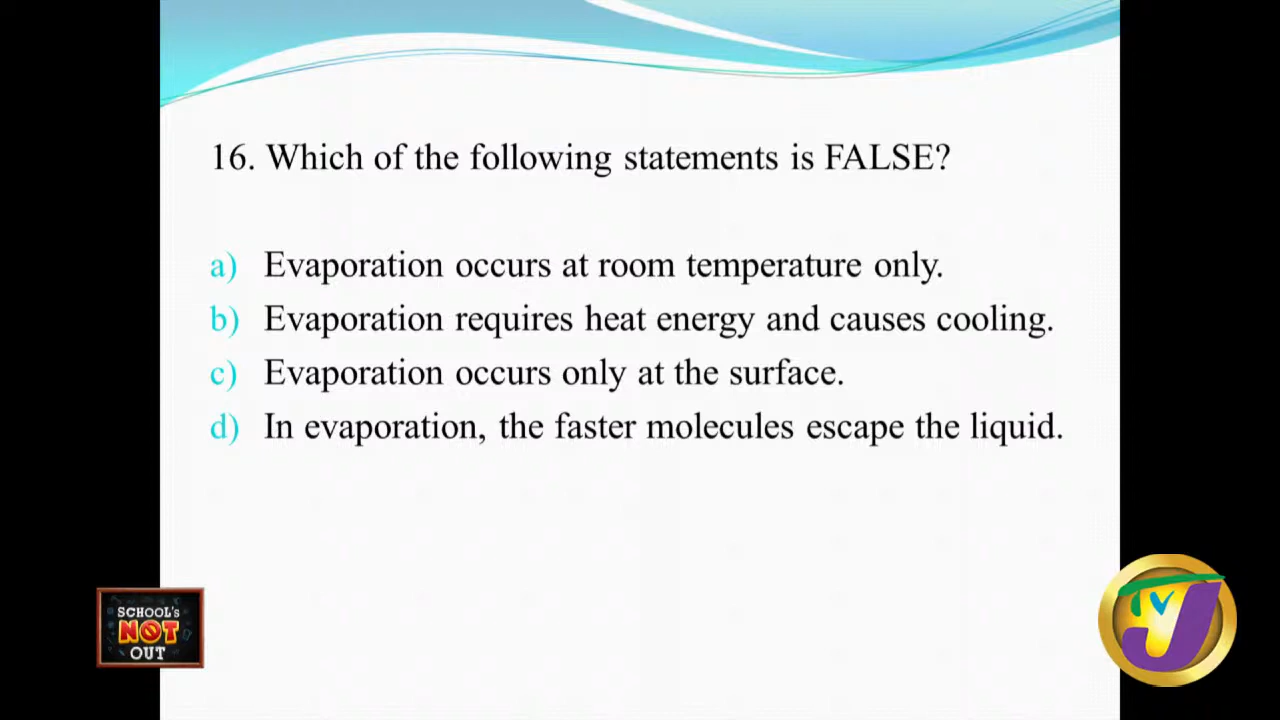 16. Which of the following statements is FALSE?
a) Evaporation occurs at room temperature only.
b) Evaporation requires heat energy and causes cooling.
c) Evaporation occurs only at the surface.
d) In evaporation, the faster molecules escape the liquid.
SCHOOL's
NOT
OUT
TVJ